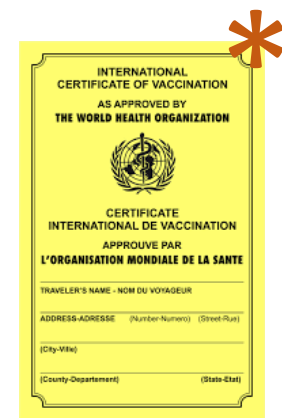 INTERNATIONAL
CERTIFICATE OF VACCINATION
AS APPROVED BY
THE WORLD HEALTH ORGANIZATION
CERTIFICATE
INTERNATIONAL DE VACCINATION
APPROUVE PAR
L'ORGANISATION MONDIALE DE LA SANTE
TRAVELER'S NAME - NOM DU VOYAGEUR
ADDRESS-ADRESSE (Number-Numero) (Street-Rue)
(City-Ville)
(County-Departement) (State-Etat)